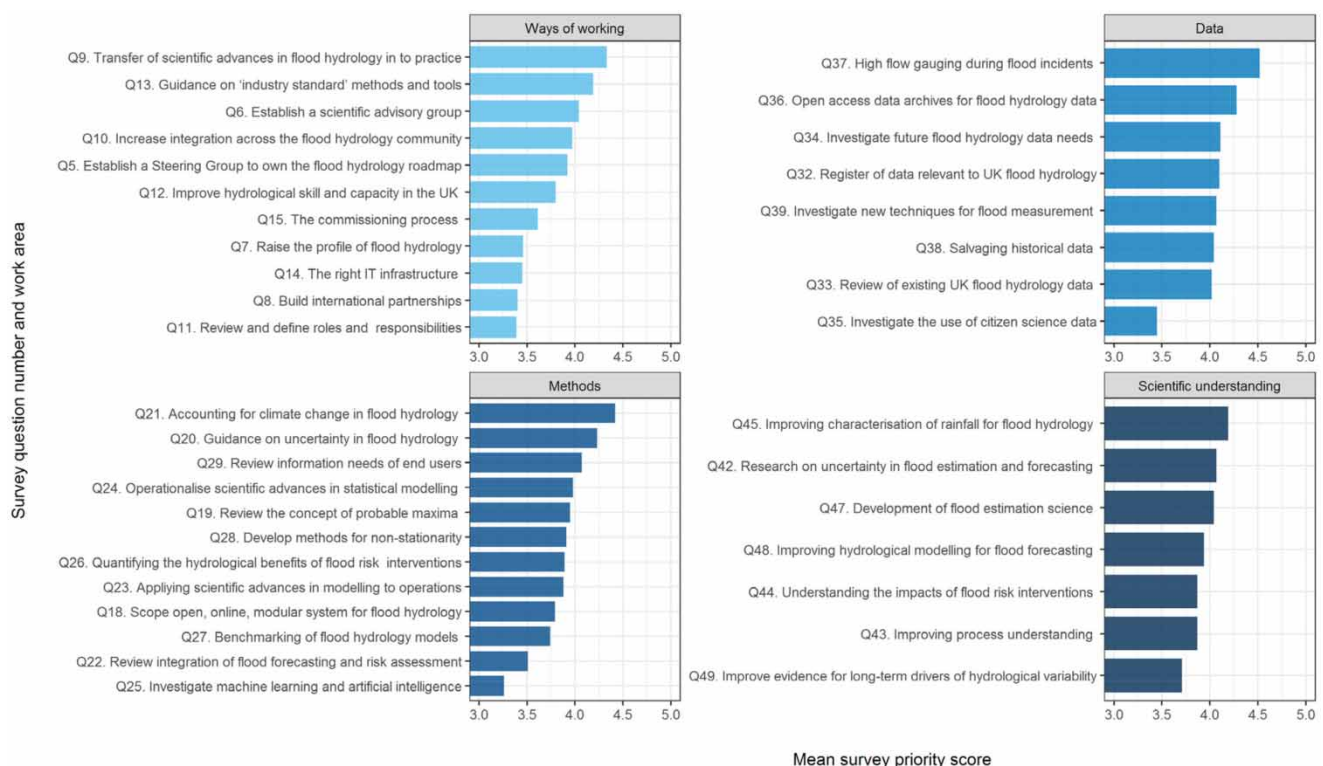 Survey question number and work area
Ways of working
Q9. Transfer of scientific advances in flood hydrology in to practice
Q13. Guidance on 'industry standard' methods and tools
Q6. Establish a scientific advisory group
Q10. Increase integration across the flood hydrology community
Q5. Establish a Steering Group to own the flood hydrology roadmap
Q12. Improve hydrological skill and capacity in the UK
Q15. The commissioning process
Q7. Raise the profile of flood hydrology
Q14. The right IT infrastructure
Q8. Build international partnerships
Q11. Review and define roles and responsibilities
3.0 3.5 4.0 4.5 5.0
Data
Q37. High flow gauging during flood incidents
Q36. Open access data archives for flood hydrology data
Q34. Investigate future flood hydrology data needs
Q32. Register of data relevant to UK flood hydrology
Q39. Investigate new techniques for flood measurement
Q38. Salvaging historical data
Q33. Review of existing UK flood hydrology data
Q35. Investigate the use of citizen science data
3.0 3.5 4.0 4.5 5.0
Methods
Q21. Accounting for climate change in flood hydrology
Q20. Guidance on uncertainty in flood hydrology
Q29. Review information needs of end users
Q24. Operationalise scientific advances in statistical modelling
Q19. Review the concept of probable maxima
Q28. Develop methods for non-stationarity
Q26. Quantifying the hydrological benefits of flood risk interventions
Q23. Applying scientific advances in modelling to operations
Q18. Scope open, online, modular system for flood hydrology
Q27. Benchmarking of flood hydrology models
Q22. Review integration of flood forecasting and risk assessment
Q25. Investigate machine learning and artificial intelligence
3.0 3.5 4.0 4.5 5.0
Scientific understanding
Q45. Improving characterisation of rainfall for flood hydrology
Q42. Research on uncertainty in flood estimation and forecasting
Q47. Development of flood estimation science
Q48. Improving hydrological modelling for flood forecasting
Q44. Understanding the impacts of flood risk interventions
Q43. Improving process understanding
Q49. Improve evidence for long-term drivers of hydrological variability
3.0 3.5 4.0 4.5 5.0
Mean survey priority score